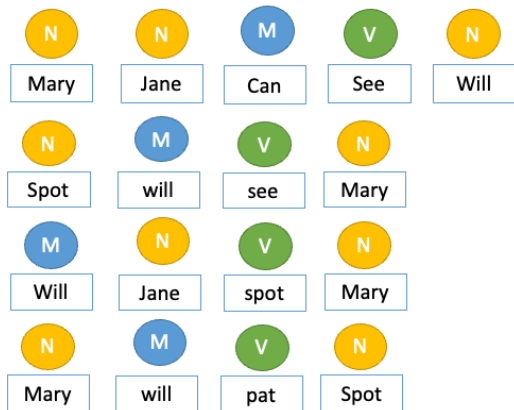 N N M V N
Mary Jane Can See Will
N M V N
Spot will see Mary
M N V N
Will Jane spot Mary
N M V N
Mary will pat Spot